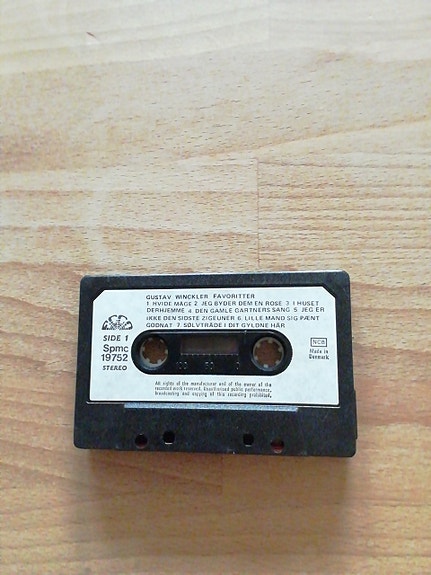 GUSTAV WINCKLER FAVORITTER
1 HVIDE MÅGE 2 JEG BYDER DEM EN ROSE 3 I HUSET
DERHJEMME 4 DEN GAMLE GARTNERS SANG 5 JEG ER
IKKE DEN SIDSTE ZIGEUNER 6 LILLE MAND SIG PÆNT
GODNAT 7 SØLVTRÅDE I DIT GYLDNE HÅR
SIDE 1
Spmc
19752
STEREO
NCB
Made in
Denmark
All rights of the manufacturer and of the owner of the
recorded work reserved. Unauthorised public performance,
broadcasting and copying of this recording prohibited.